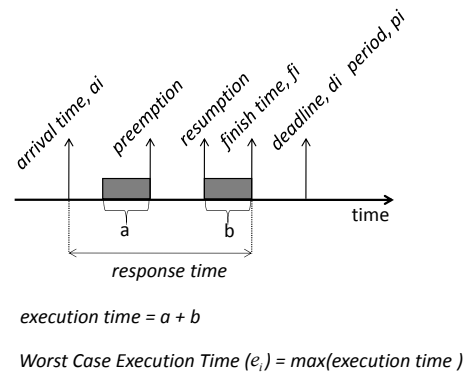 arrival time, ai
preemption
resumption
finish time, fi
deadline, di
period, pi
time
a
b
response time
execution time = a + b
Worst Case Execution Time (eᵢ) = max(execution time )